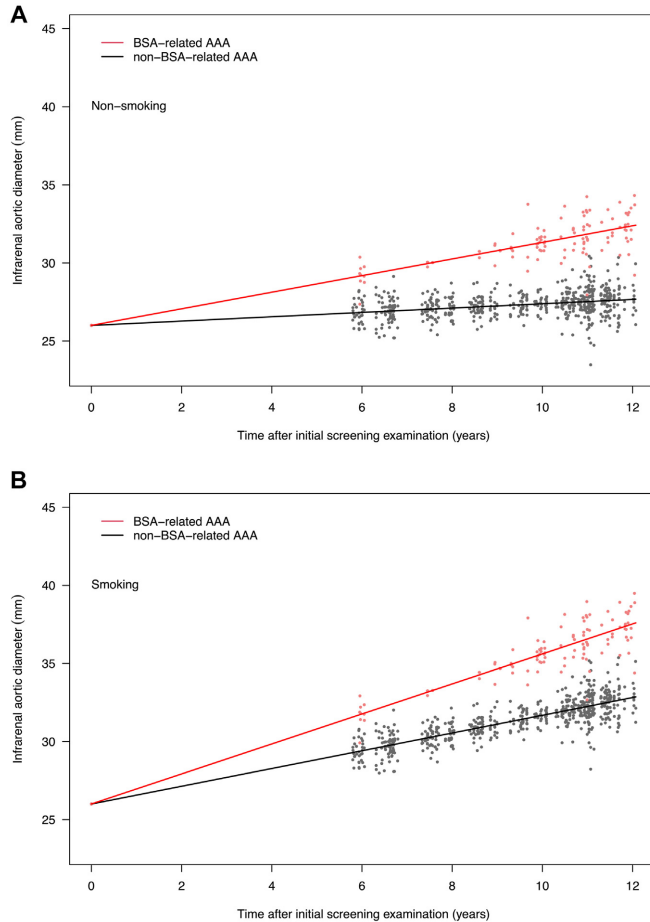 A
BSA-related AAA
non-BSA-related AAA
Non-smoking
Infrarenal aortic diameter (mm)
45
40
35
30
25
0 2 4 6 8 10 12
Time after initial screening examination (years)
B
BSA-related AAA
non-BSA-related AAA
Smoking
Infrarenal aortic diameter (mm)
45
40
35
30
25
0 2 4 6 8 10 12
Time after initial screening examination (years)